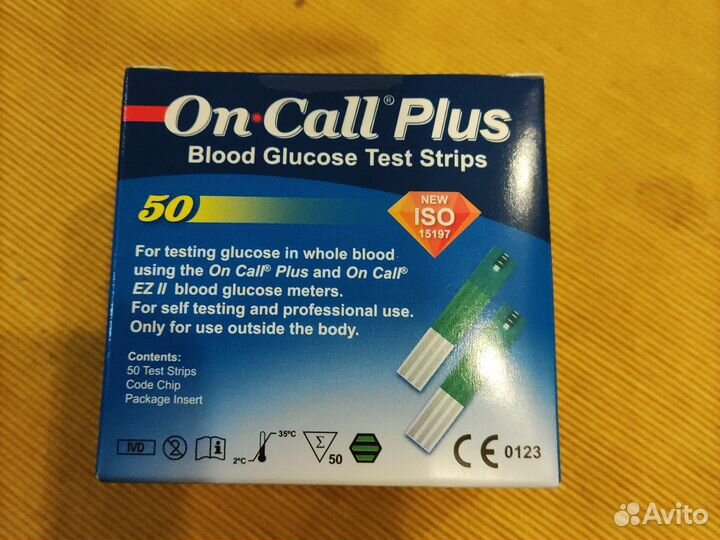 On·Call® Plus
Blood Glucose Test Strips
50
NEW
ISO
15197
For testing glucose in whole blood
using the On Call® Plus and On Call®
EZ II blood glucose meters.
For self testing and professional use.
Only for use outside the body.
Contents:
50 Test Strips
Code Chip
Package Insert
IVD
2
i
2°C
35°C
Σ
50
CE 0123
Avito